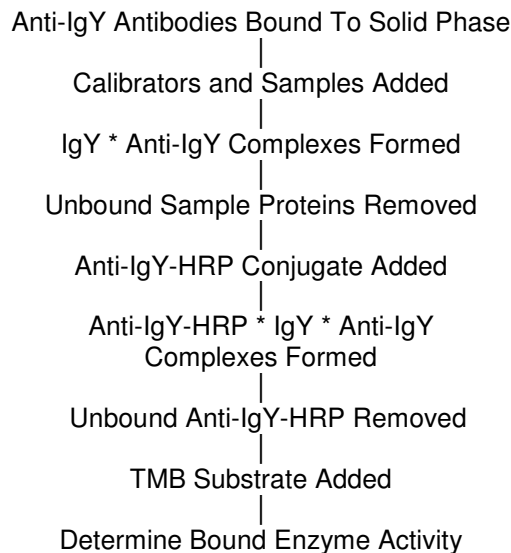 Anti-IgY Antibodies Bound To Solid Phase
Calibrators and Samples Added
IgY * Anti-IgY Complexes Formed
Unbound Sample Proteins Removed
Anti-IgY-HRP Conjugate Added
Anti-IgY-HRP * IgY * Anti-IgY
Complexes Formed
Unbound Anti-IgY-HRP Removed
TMB Substrate Added
Determine Bound Enzyme Activity